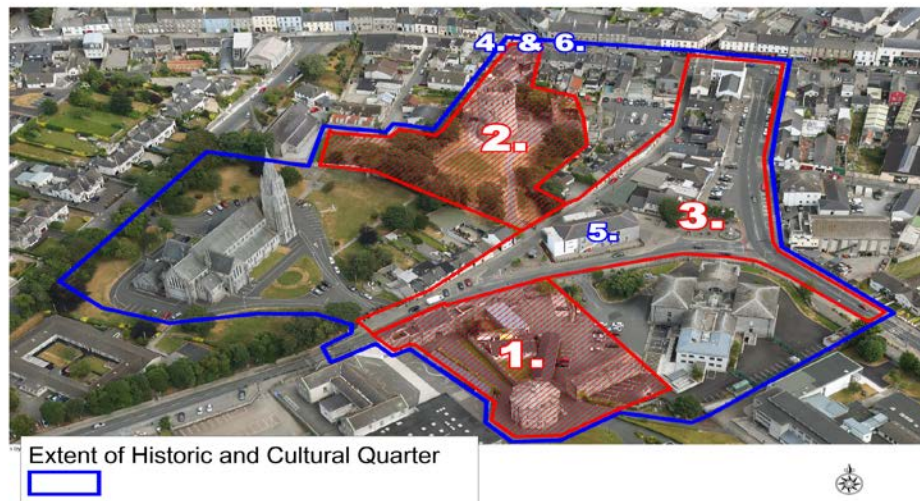 4. & 6.
2.
3.
5.
1.
Extent of Historic and Cultural Quarter